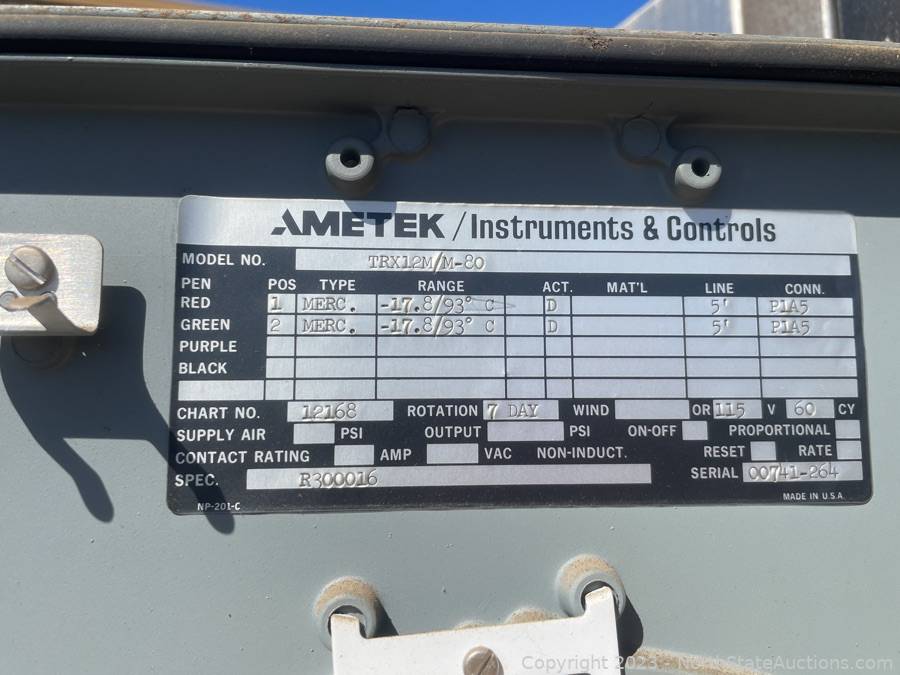 AMETEK / Instruments & Controls
MODEL NO. TRX12M/M-80
PEN POS TYPE RANGE ACT. MAT'L LINE CONN.
RED 1 MERC. -17.8/93° C D 5' P1A5
GREEN 2 MERC. -17.8/93° C D 5' P1A5
PURPLE
BLACK
CHART NO. 12168 ROTATION 7 DAY WIND OR 115 V 60 CY
SUPPLY AIR PSI OUTPUT PSI ON-OFF PROPORTIONAL
CONTACT RATING AMP VAC NON-INDUCT. RESET RATE
SPEC. R300016 SERIAL 00741-264
NP-201-C MADE IN U.S.A.
Copyright 2023 - NorthStateAuctions.com